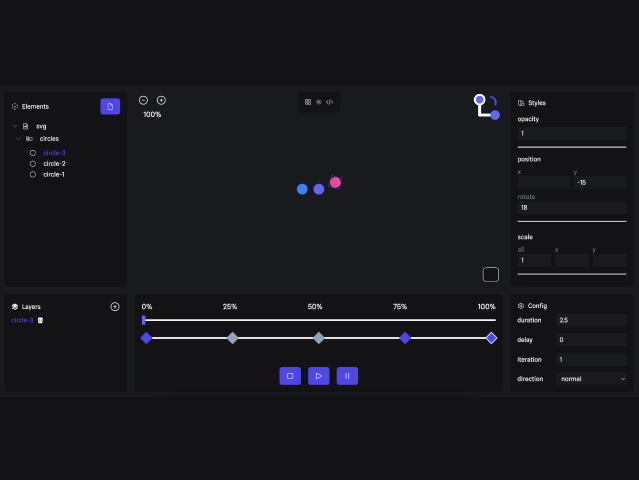 Elements
svg
circles
circle-3
circle-2
circle-1
100%
Styles
opacity
1
position
x y
-15
rotate
18
scale
all x y
1
Layers
circle-3
0% 25% 50% 75% 100%
Config
duration 2.5
delay 0
iteration 1
direction normal